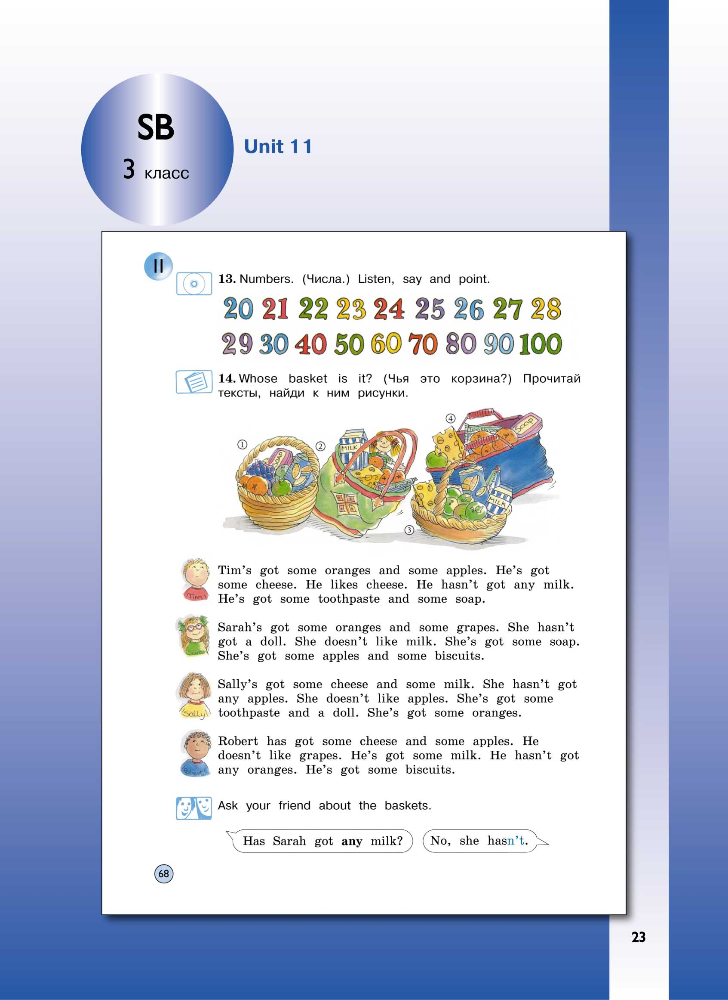 SB
3 класс
Unit 11
II
13. Numbers. (Числа.) Listen, say and point.
20 21 22 23 24 25 26 27 28
29 30 40 50 60 70 80 90 100
14. Whose basket is it? (Чья это корзина?) Прочитай
тексты, найди к ним рисунки.
1
SOAP
2
MILK
4
SOAP
MILK
3
Tim
Tim's got some oranges and some apples. He's got
some cheese. He likes cheese. He hasn't got any milk.
He's got some toothpaste and some soap.
Sarah
Sarah's got some oranges and some grapes. She hasn't
got a doll. She doesn't like milk. She's got some soap.
She's got some apples and some biscuits.
Sally
Sally's got some cheese and some milk. She hasn't got
any apples. She doesn't like apples. She's got some
toothpaste and a doll. She's got some oranges.
Robert
Robert has got some cheese and some apples. He
doesn't like grapes. He's got some milk. He hasn't got
any oranges. He's got some biscuits.
Ask your friend about the baskets.
Has Sarah got any milk? No, she hasn't.
68
23